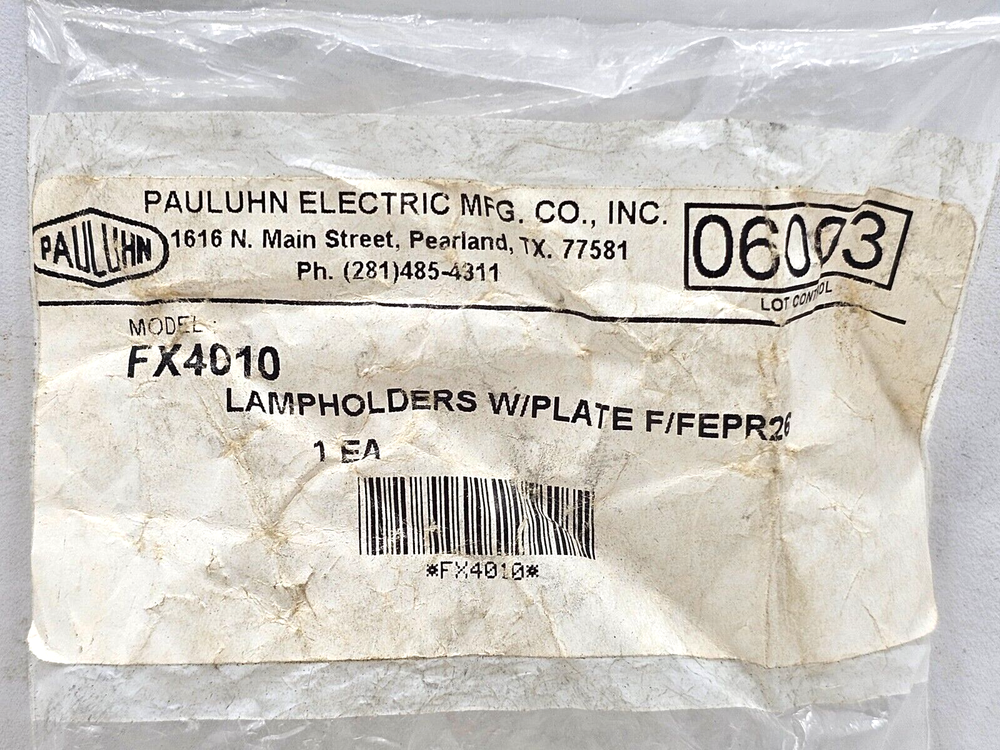 PAULUHN
PAULUHN ELECTRIC MFG. CO., INC.
1616 N. Main Street, Pearland, TX. 77581
Ph. (281)485-4311
06003
LOT CONTROL
MODEL:
FX4010
LAMPHOLDERS W/PLATE F/FEPR26
1 EA
*FX4010*